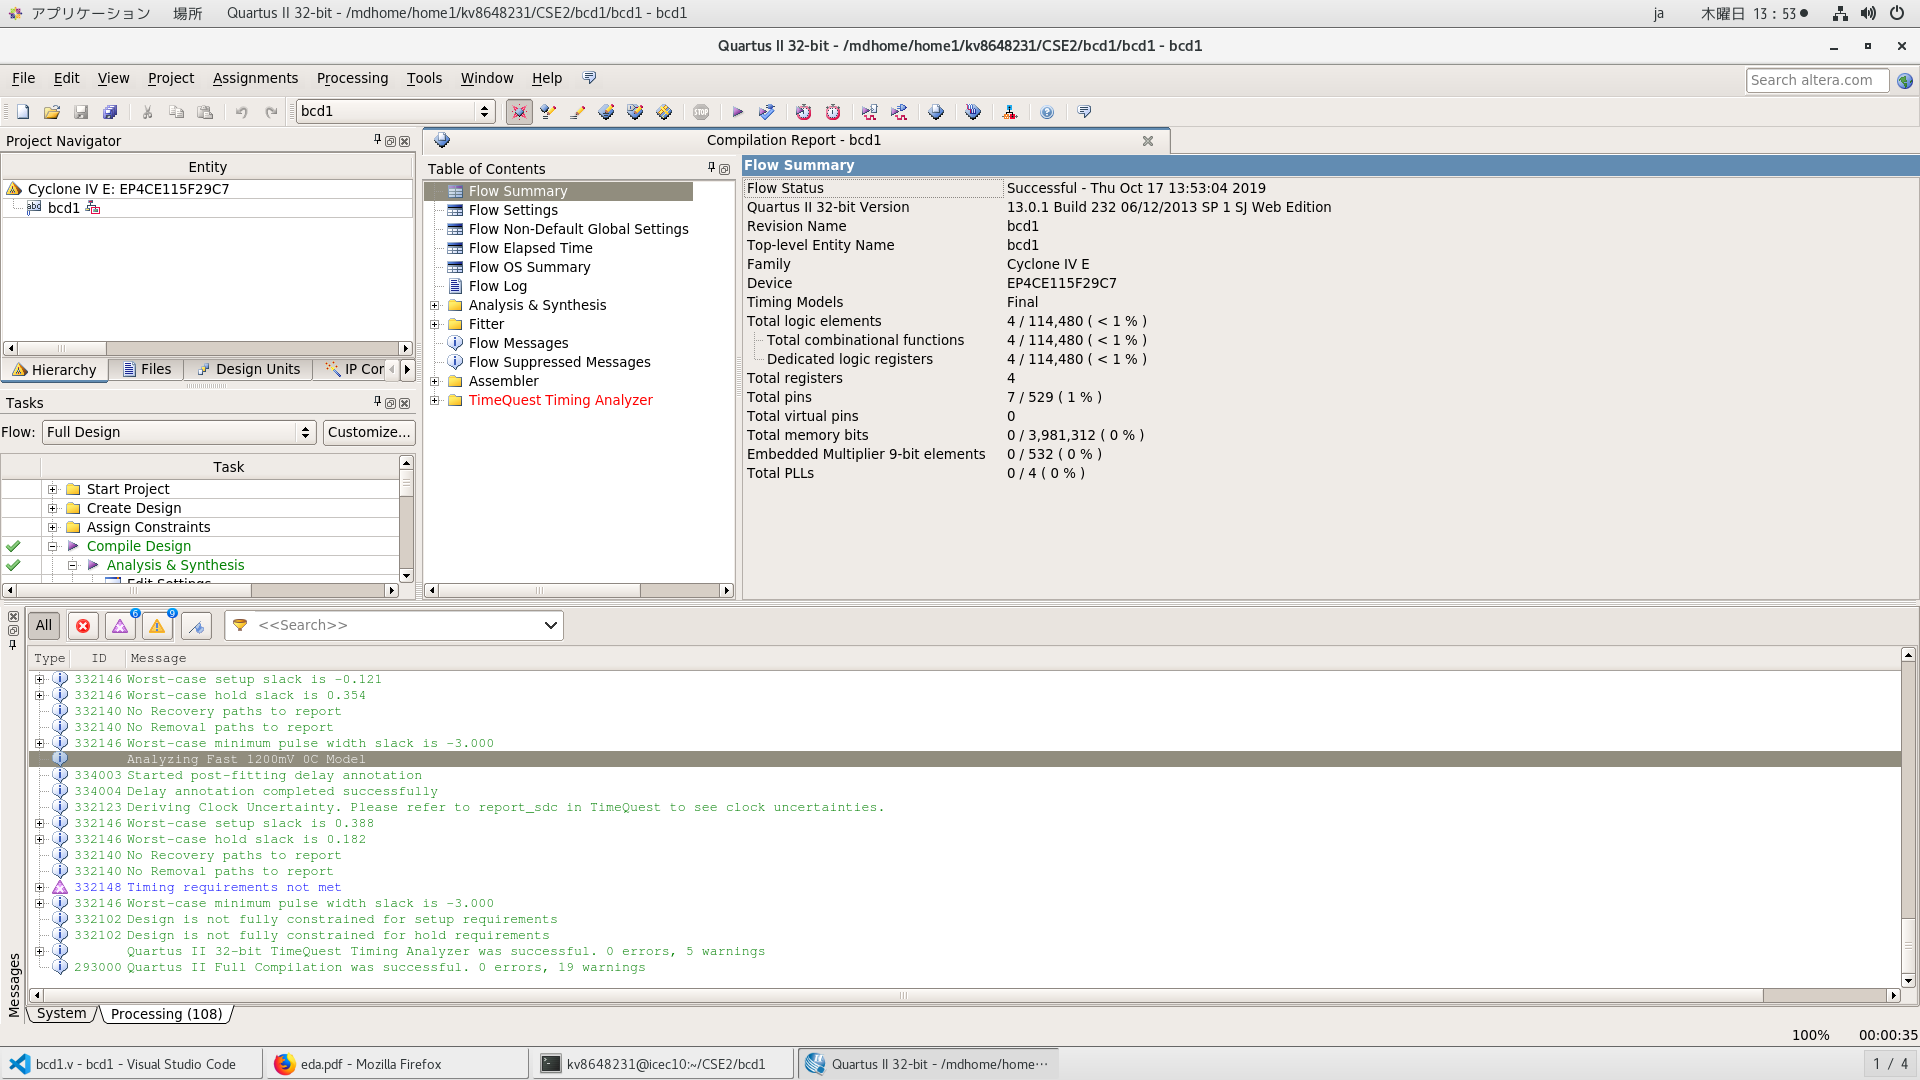 アプリケーション 場所 Quartus II 32-bit - /mdhome/home1/kv8648231/CSE2/bcd1/bcd1 - bcd1 ja 木曜日 13：53●
Quartus II 32-bit - /mdhome/home1/kv8648231/CSE2/bcd1/bcd1 - bcd1
File Edit View Project Assignments Processing Tools Window Help Search altera.com
bcd1
Project Navigator
Entity
Cyclone IV E: EP4CE115F29C7
bcd1
Hierarchy Files Design Units IP Cor
Tasks
Flow: Full Design Customize...
Task
Start Project
Create Design
Assign Constraints
Compile Design
Analysis & Synthesis
Edit Settings
Compilation Report - bcd1
Table of Contents
Flow Summary
Flow Settings
Flow Non-Default Global Settings
Flow Elapsed Time
Flow OS Summary
Flow Log
Analysis & Synthesis
Fitter
Flow Messages
Flow Suppressed Messages
Assembler
TimeQuest Timing Analyzer
Flow Summary
Flow Status Successful - Thu Oct 17 13:53:04 2019
Quartus II 32-bit Version 13.0.1 Build 232 06/12/2013 SP 1 SJ Web Edition
Revision Name bcd1
Top-level Entity Name bcd1
Family Cyclone IV E
Device EP4CE115F29C7
Timing Models Final
Total logic elements 4 / 114,480 ( < 1 % )
Total combinational functions 4 / 114,480 ( < 1 % )
Dedicated logic registers 4 / 114,480 ( < 1 % )
Total registers 4
Total pins 7 / 529 ( 1 % )
Total virtual pins 0
Total memory bits 0 / 3,981,312 ( 0 % )
Embedded Multiplier 9-bit elements 0 / 532 ( 0 % )
Total PLLs 0 / 4 ( 0 % )
All 6 9 <<Search>>
Type ID Message
332146 Worst-case setup slack is -0.121
332146 Worst-case hold slack is 0.354
332140 No Recovery paths to report
332140 No Removal paths to report
332146 Worst-case minimum pulse width slack is -3.000
Analyzing Fast 1200mV 0C Model
334003 Started post-fitting delay annotation
334004 Delay annotation completed successfully
332123 Deriving Clock Uncertainty. Please refer to report_sdc in TimeQuest to see clock uncertainties.
332146 Worst-case setup slack is 0.388
332146 Worst-case hold slack is 0.182
332140 No Recovery paths to report
332140 No Removal paths to report
332148 Timing requirements not met
332146 Worst-case minimum pulse width slack is -3.000
332102 Design is not fully constrained for setup requirements
332102 Design is not fully constrained for hold requirements
Quartus II 32-bit TimeQuest Timing Analyzer was successful. 0 errors, 5 warnings
293000 Quartus II Full Compilation was successful. 0 errors, 19 warnings
Messages
System Processing (108)
100% 00:00:35
bcd1.v - bcd1 - Visual Studio Code eda.pdf - Mozilla Firefox kv8648231@icec10:~/CSE2/bcd1 Quartus II 32-bit - /mdhome/home… 1 / 4